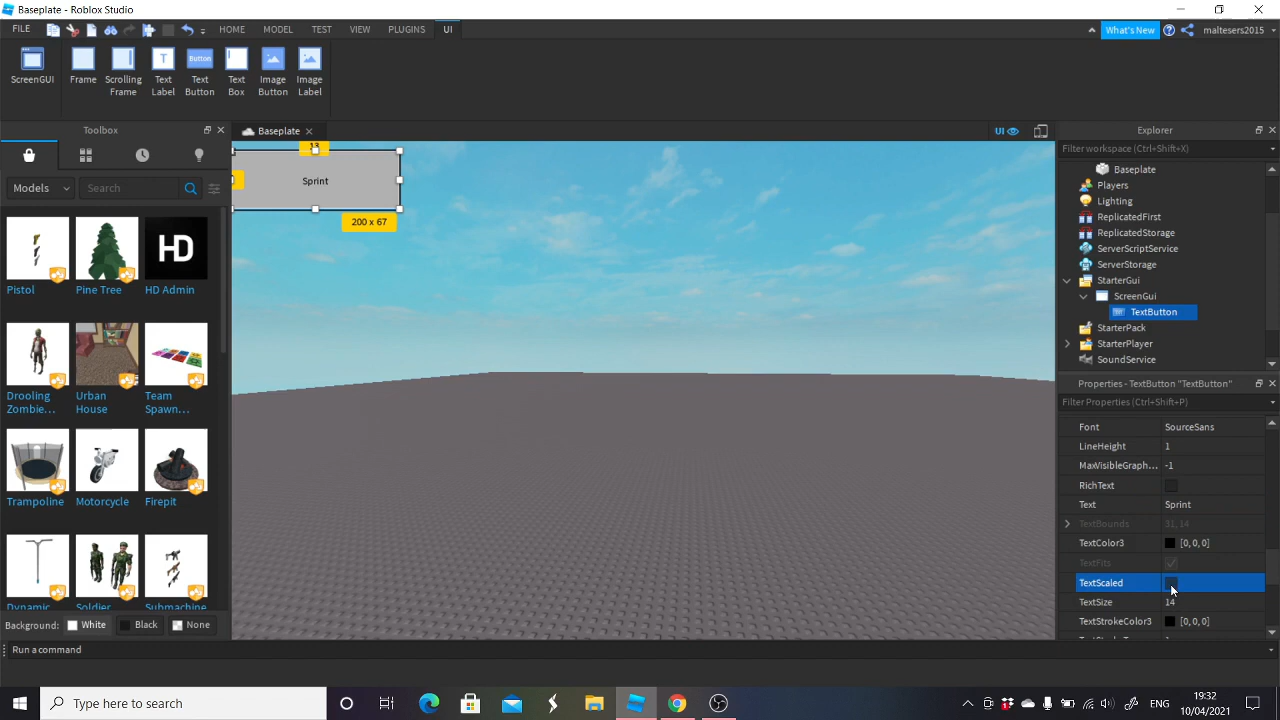 Baseplate - Roblox Studio
FILE
HOME
MODEL
TEST
VIEW
PLUGINS
UI
What's New
maltesers2015
ScreenGUI
Frame
Scrolling
Frame
Text
Label
Text
Button
Text
Box
Image
Button
Image
Label
Toolbox
Models
Search
Pistol
Pine Tree
HD
HD Admin
Drooling
Zombie...
Urban
House
Team
Spawn...
Trampoline
Motorcycle
Firepit
Dynamic
Soldier
Submachine
Background:
White
Black
None
Baseplate
UI
13
Sprint
200 x 67
Explorer
Filter workspace (Ctrl+Shift+X)
Baseplate
Players
Lighting
ReplicatedFirst
ReplicatedStorage
ServerScriptService
ServerStorage
StarterGui
ScreenGui
TextButton
StarterPack
StarterPlayer
SoundService
Properties - TextButton "TextButton"
Filter Properties (Ctrl+Shift+P)
Font SourceSans
LineHeight 1
MaxVisibleGraph... -1
RichText
Text Sprint
TextBounds 31, 14
TextColor3 [0, 0, 0]
TextFits
TextScaled
TextSize 14
TextStrokeColor3 [0, 0, 0]
Run a command
Type here to search
ENG
19:32
10/04/2021